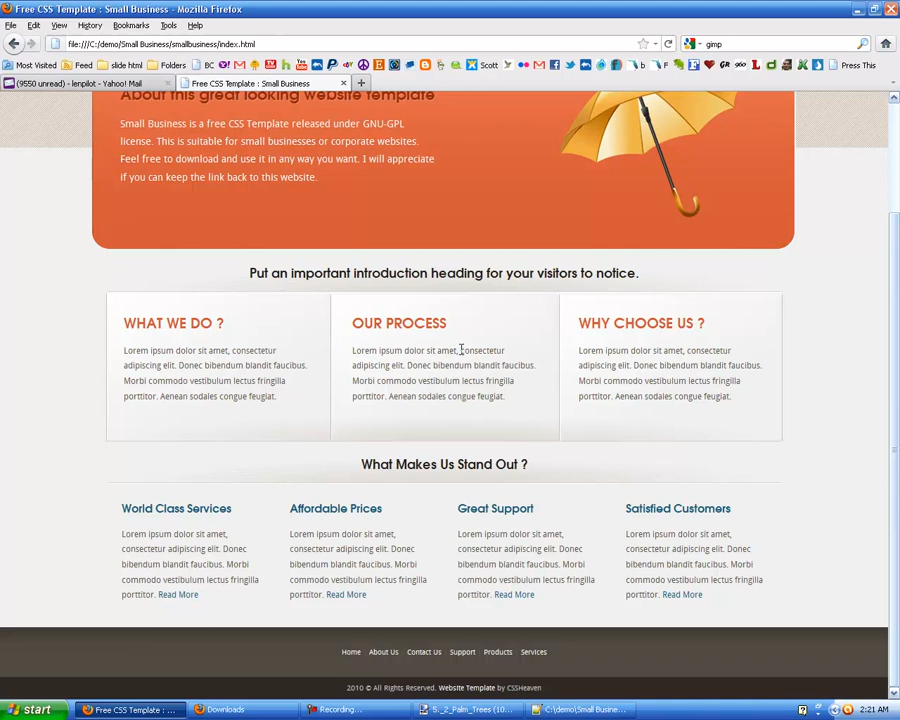 Free CSS Template : Small Business - Mozilla Firefox
File Edit View History Bookmarks Tools Help
file:///C:/demo/Small Business/smallbusiness/index.html
gimp
Most Visited Feed slide html Folders BC Mail Scott b f GR Press This
(9550 unread) - lenpilot - Yahoo! Mail
Free CSS Template : Small Business
About this great looking website template
Small Business is a free CSS Template released under GNU-GPL
license. This is suitable for small businesses or corporate websites.
Feel free to download and use it in any way you want. I will appreciate
if you can keep the link back to this website.
Put an important introduction heading for your visitors to notice.
WHAT WE DO ?
Lorem ipsum dolor sit amet, consectetur
adipiscing elit. Donec bibendum blandit faucibus.
Morbi commodo vestibulum lectus fringilla
porttitor. Aenean sodales congue feugiat.
OUR PROCESS
Lorem ipsum dolor sit amet, consectetur
adipiscing elit. Donec bibendum blandit faucibus.
Morbi commodo vestibulum lectus fringilla
porttitor. Aenean sodales congue feugiat.
WHY CHOOSE US ?
Lorem ipsum dolor sit amet, consectetur
adipiscing elit. Donec bibendum blandit faucibus.
Morbi commodo vestibulum lectus fringilla
porttitor. Aenean sodales congue feugiat.
What Makes Us Stand Out ?
World Class Services
Lorem ipsum dolor sit amet,
consectetur adipiscing elit. Donec
bibendum blandit faucibus. Morbi
commodo vestibulum lectus fringilla
porttitor. Read More
Affordable Prices
Lorem ipsum dolor sit amet,
consectetur adipiscing elit. Donec
bibendum blandit faucibus. Morbi
commodo vestibulum lectus fringilla
porttitor. Read More
Great Support
Lorem ipsum dolor sit amet,
consectetur adipiscing elit. Donec
bibendum blandit faucibus. Morbi
commodo vestibulum lectus fringilla
porttitor. Read More
Satisfied Customers
Lorem ipsum dolor sit amet,
consectetur adipiscing elit. Donec
bibendum blandit faucibus. Morbi
commodo vestibulum lectus fringilla
porttitor. Read More
Home About Us Contact Us Support Products Services
2010 © All Rights Reserved. Website Template by CSSHeaven
start
Free CSS Template : ...
Downloads
Recording...
5._2_Palm_Trees (10...
C:\demo\Small Busine...
2:21 AM